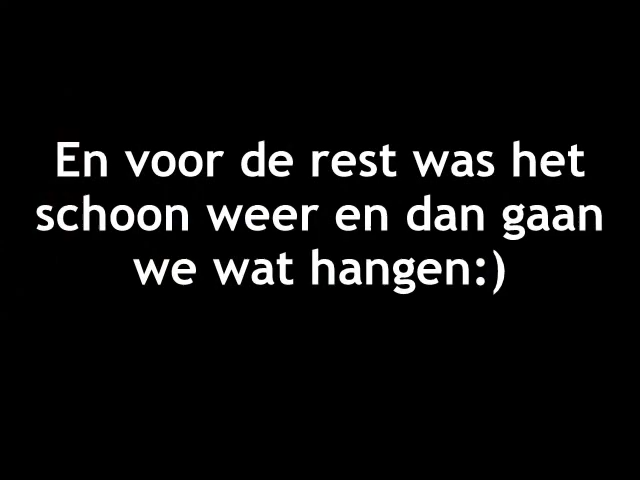 En voor de rest was het
schoon weer en dan gaan
we wat hangen:)